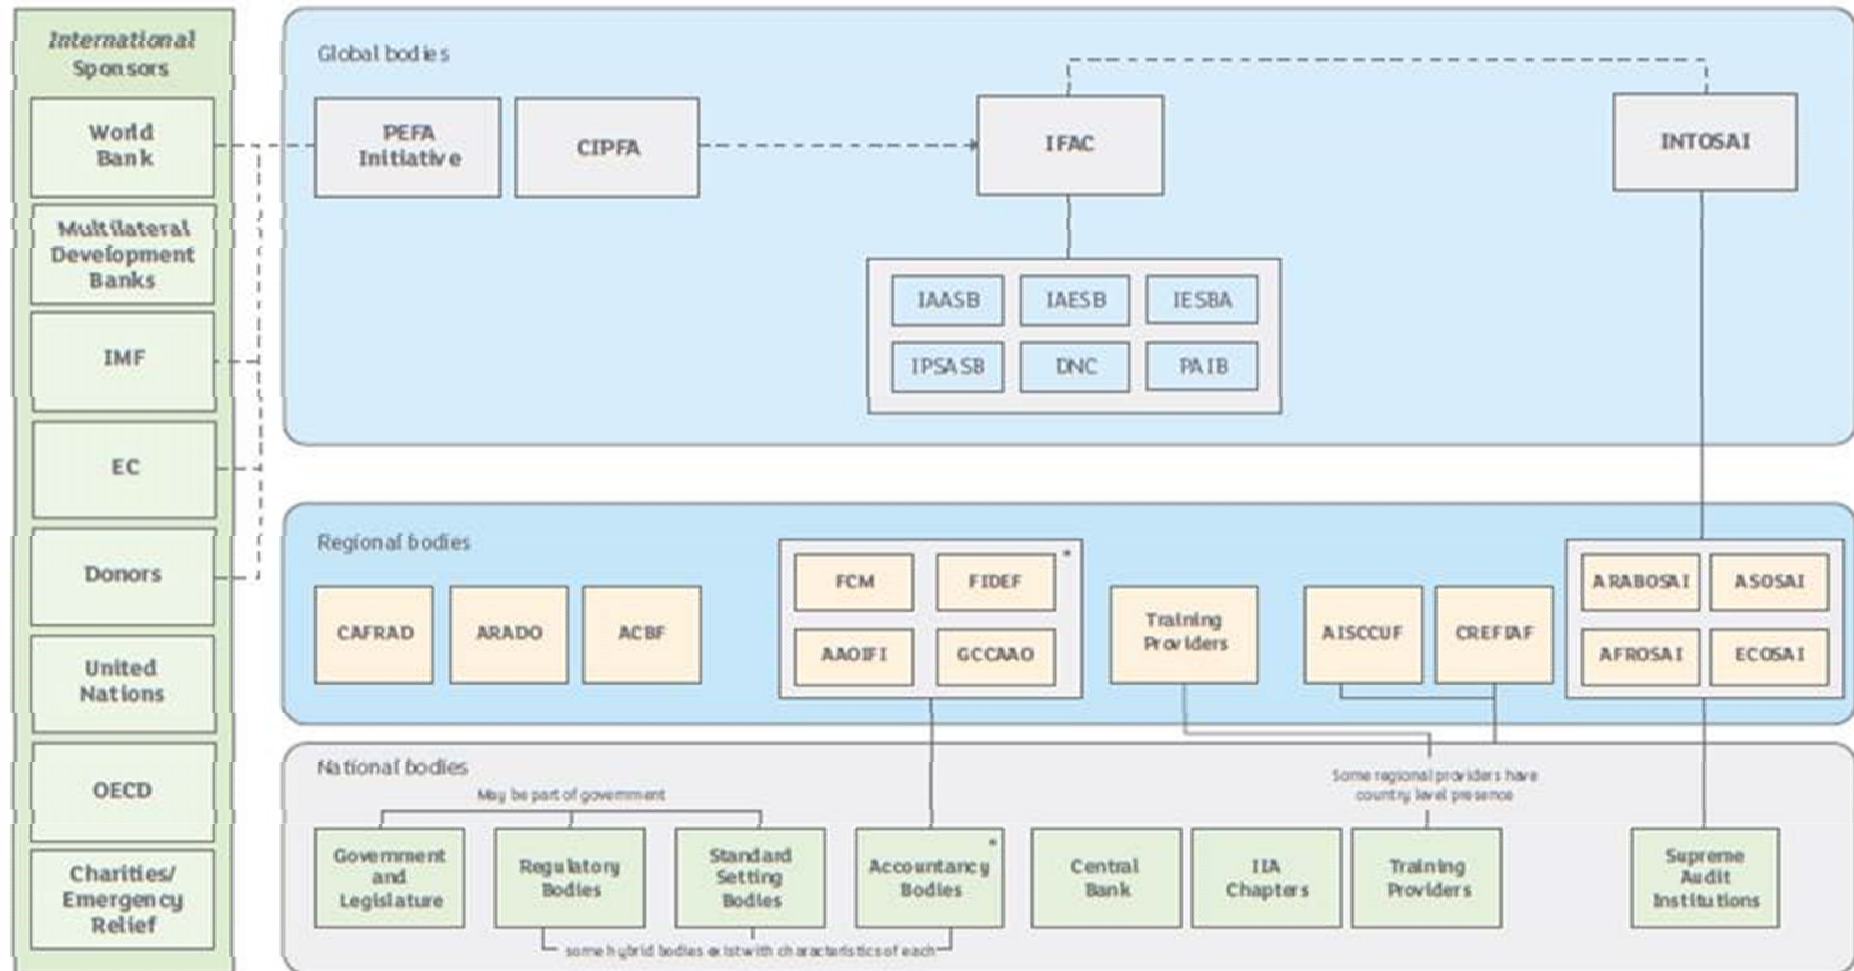 International
Sponsors
World
Bank
Multilateral
Development
Banks
IMF
EC
Donors
United
Nations
OECD
Charities/
Emergency
Relief
Global bodies
PEFA
Initiative
CIPFA
IFAC
INTOSAI
IAASB
IAESB
IESBA
IPSASB
DNC
PAIB
Regional bodies
CAFRAD
ARADO
ACBF
*
FCM
FIDEF
AAOIFI
GCCAAO
Training
Providers
AISCCUF
CREFIAF
ARABOSAI
ASOSAI
AFROSAI
ECOSAI
National bodies
May be part of government
Some regional providers have
country level presence
Government
and
Legislature
Regulatory
Bodies
Standard
Setting
Bodies
*
Accountancy
Bodies
Central
Bank
IIA
Chapters
Training
Providers
Supreme
Audit
Institutions
some hybrid bodies exist with characteristics of each